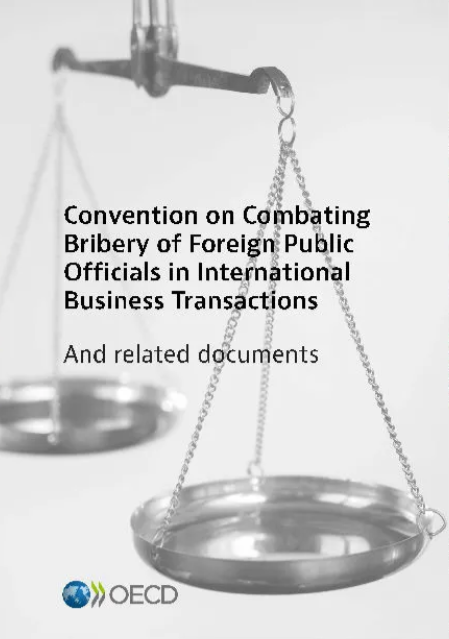 Convention on Combating
Bribery of Foreign Public
Officials in International
Business Transactions
And related documents
OECD